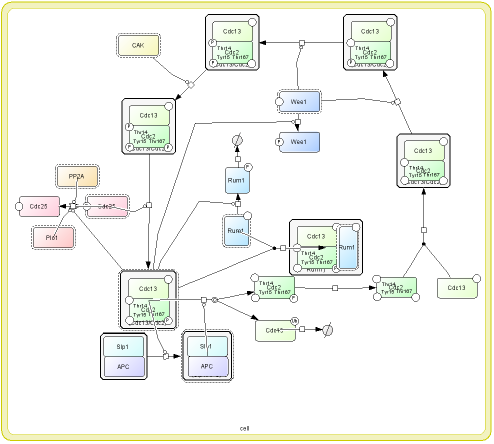 Cdc13
P
Thr14
Cdc2
Tyr15 Thr167
Cdc13/Cdc2
Cdc13
Thr14
Cdc2
Tyr15 Thr167
Cdc13/Cdc2
CAK
Wee1
Wee1
P
Cdc13
P
Thr14
Cdc2
Tyr15 Thr167
P
P
Cdc13/Cdc2
Cdc13
Cdc2
Tyr15 Thr167
Cdc13/Cdc2
PP2A
Rum1
P
Cdc25
Cdc25
Plo1
Rum1
Cdc13
Thr14
Cdc2
Tyr15 Thr167
Rum1
Cdc13
Thr14
Cdc2
Tyr15 Thr167
P
Cdc13/Cdc2
Thr14
Cdc2
Tyr15 Thr167
P
Thr14
Cdc2
Tyr15 Thr167
Cdc13
Ub
Slp1
APC
Slp1
APC
cell